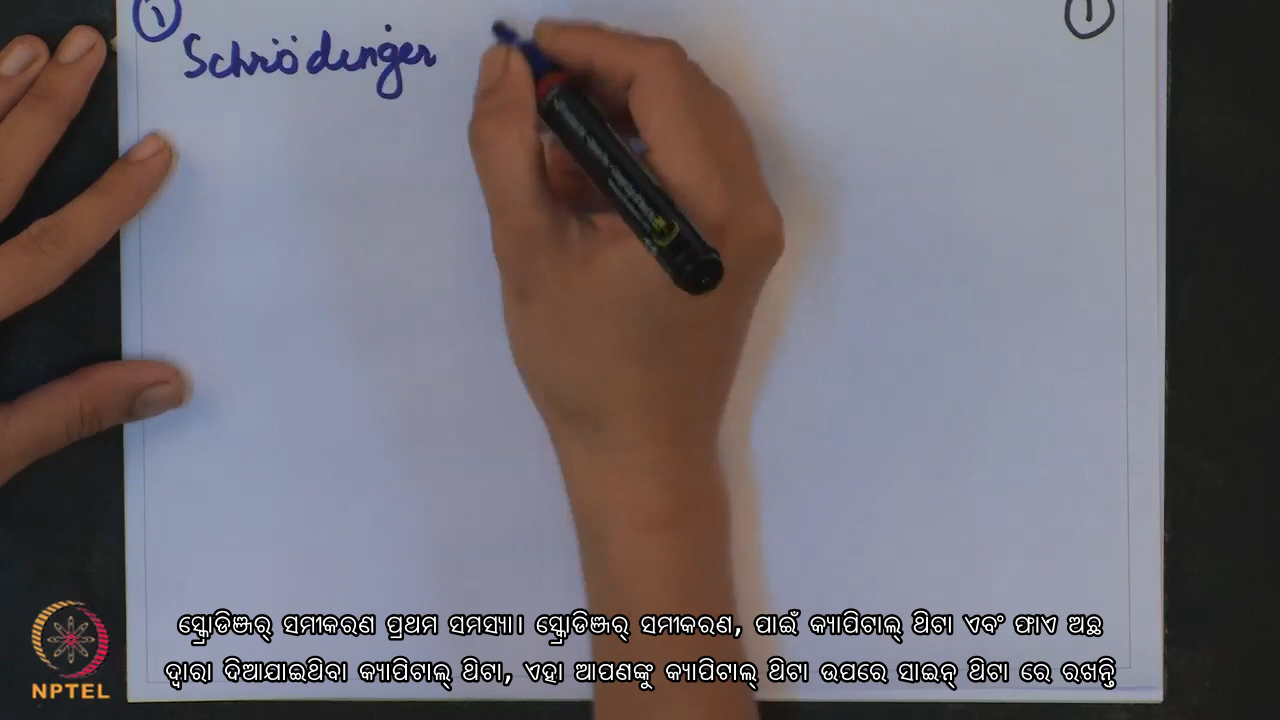 ① ①
Schrödinger
ସ୍କ୍ରୋଡିଞ୍ଜର୍ ସମୀକରଣ ପ୍ରଥମ ସମସ୍ୟା। ସ୍କ୍ରୋଡିଞ୍ଜର୍ ସମୀକରଣ, ପାଇଁ କ୍ୟାପିଟାଲ୍ ଥିଟା ଏବଂ ଫାଏ ଅଛ
ଦ୍ୱାରା ଦିଆଯାଇଥିବା କ୍ୟାପିଟାଲ୍ ଥିଟା, ଏହା ଆପଣଙ୍କୁ କ୍ୟାପିଟାଲ୍ ଥିଟା ଉପରେ ସାଇନ୍ ଥିଟା ରେ ରଖନ୍ତି
NPTEL